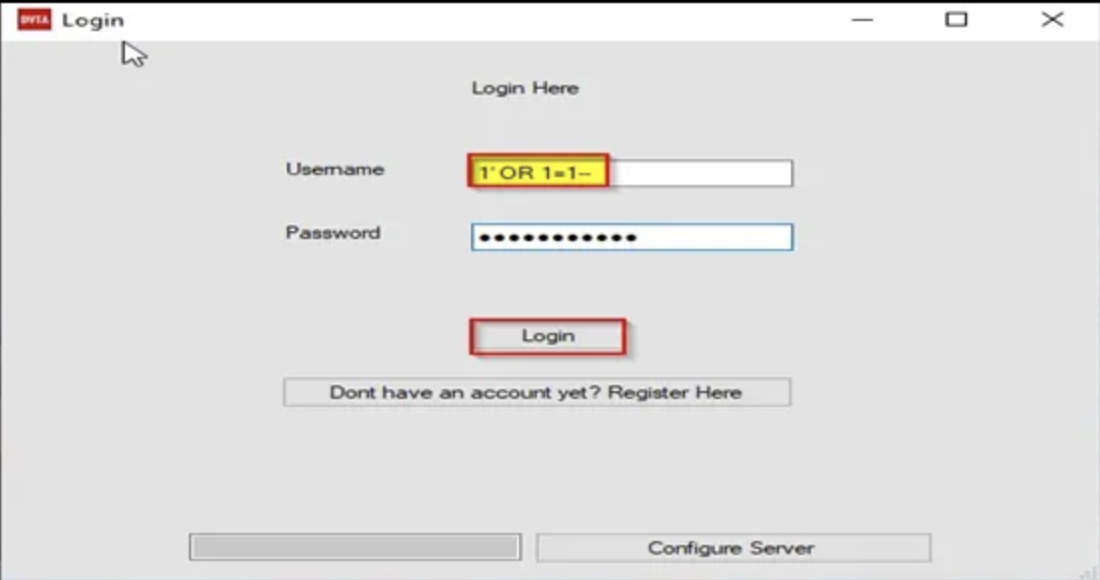 DVTA Login
Login Here
Username
1'OR 1=1--
Password
•••••••••••
Login
Dont have an account yet? Register Here
Configure Server